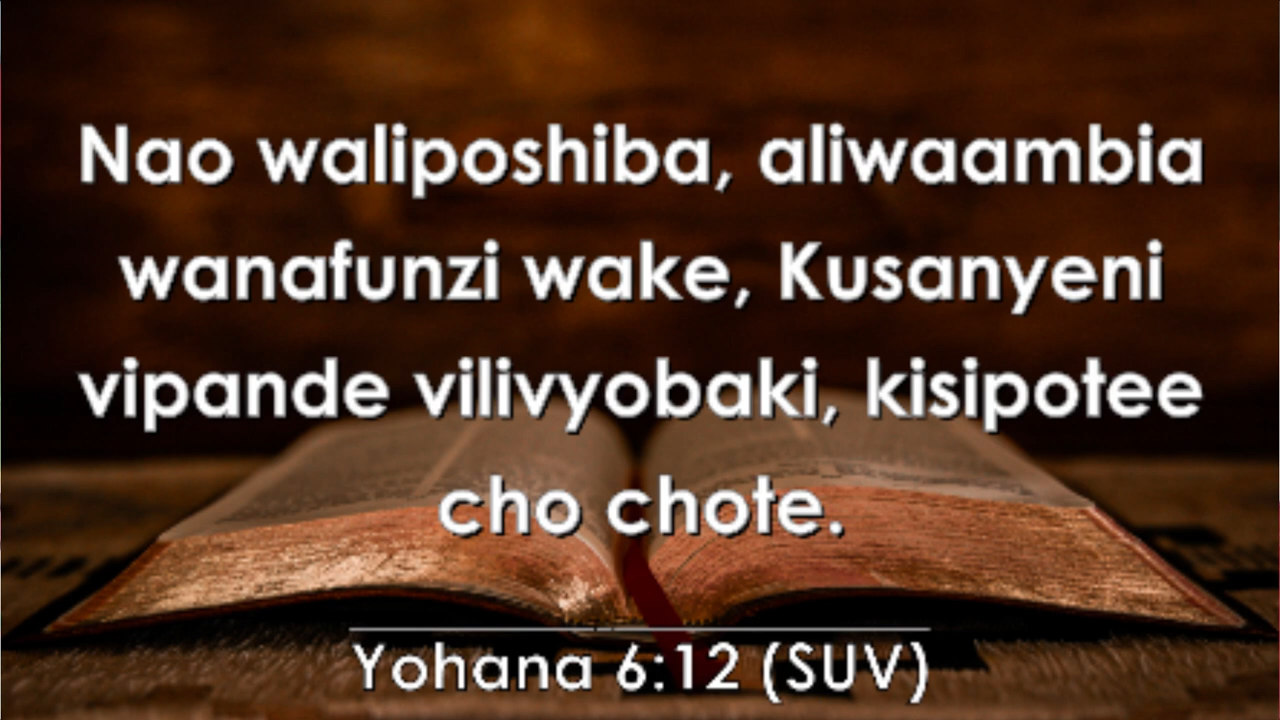 Nao waliposhiba, aliwaambia
wanafunzi wake, Kusanyeni
vipande vilivyobaki, kisipotee
cho chote.
Yohana 6:12 (SUV)